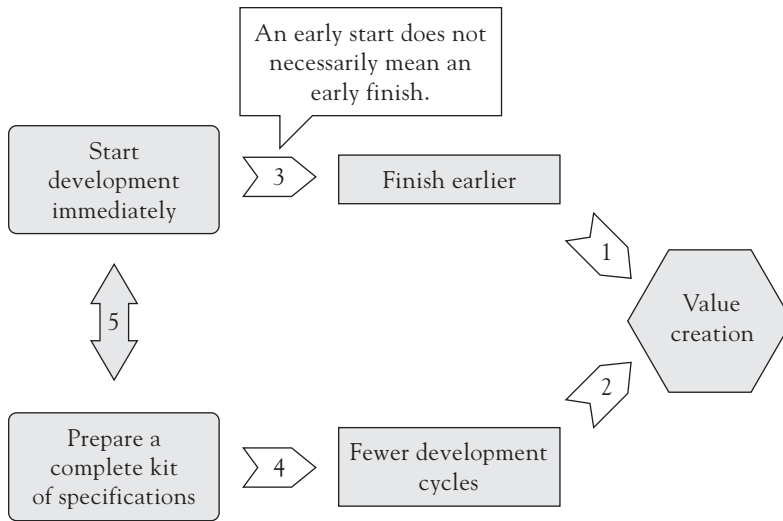 An early start does not
necessarily mean an
early finish.
Start
development
immediately
3
Finish earlier
1
5
Value
creation
2
Prepare a
complete kit
of specifications
4
Fewer development
cycles